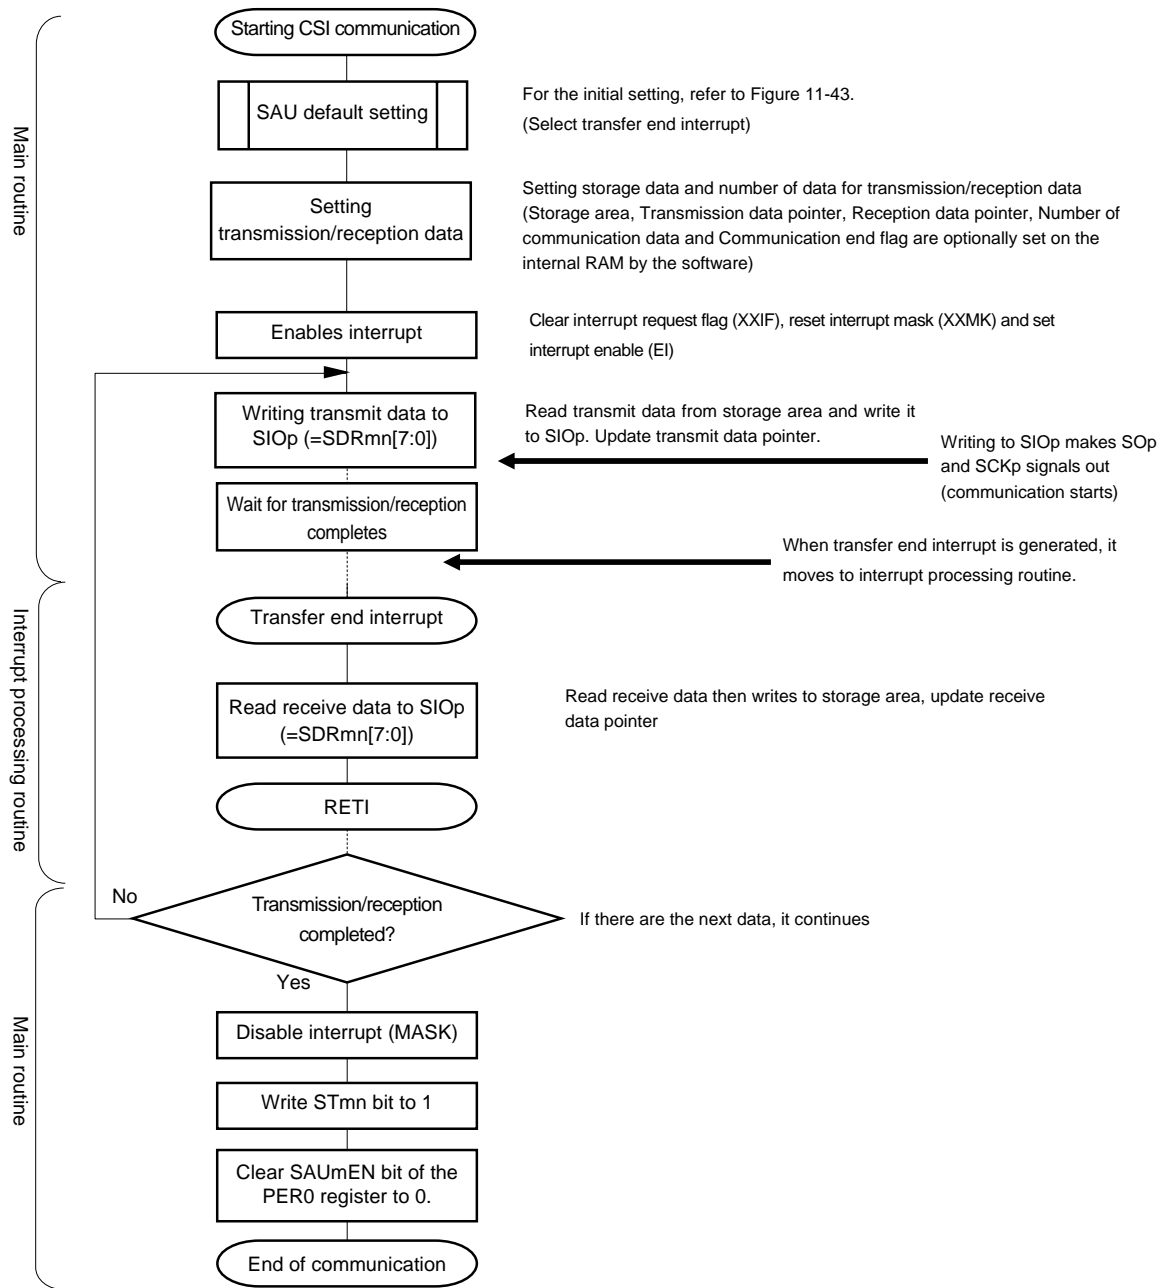 Starting CSI communication
Main routine
SAU default setting
For the initial setting, refer to Figure 11-43.
(Select transfer end interrupt)
Setting
transmission/reception data
Setting storage data and number of data for transmission/reception data
(Storage area, Transmission data pointer, Reception data pointer, Number of
communication data and Communication end flag are optionally set on the
internal RAM by the software)
Enables interrupt
Clear interrupt request flag (XXIF), reset interrupt mask (XXMK) and set
interrupt enable (EI)
Writing transmit data to
SIOp (=SDRmn[7:0])
Read transmit data from storage area and write it
to SIOp. Update transmit data pointer.
Writing to SIOp makes SOp
and SCKp signals out
(communication starts)
Wait for transmission/reception
completes
When transfer end interrupt is generated, it
moves to interrupt processing routine.
Interrupt processing routine
Transfer end interrupt
Read receive data to SIOp
(=SDRmn[7:0])
Read receive data then writes to storage area, update receive
data pointer
RETI
No
Transmission/reception
completed?
If there are the next data, it continues
Yes
Main routine
Disable interrupt (MASK)
Write STmn bit to 1
Clear SAUmEN bit of the
PER0 register to 0.
End of communication